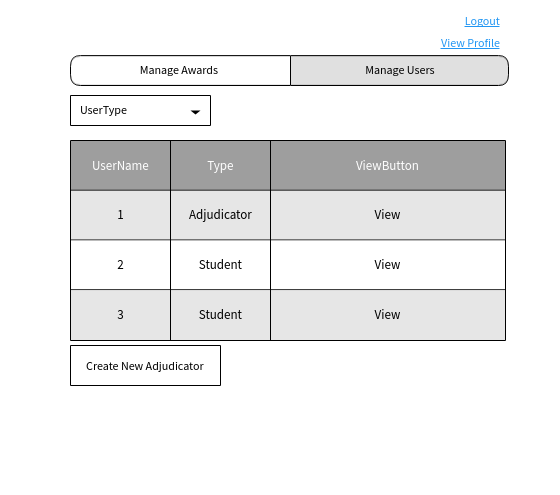 Logout
View Profile
Manage Awards Manage Users
UserType
UserName Type ViewButton
1 Adjudicator View
2 Student View
3 Student View
Create New Adjudicator